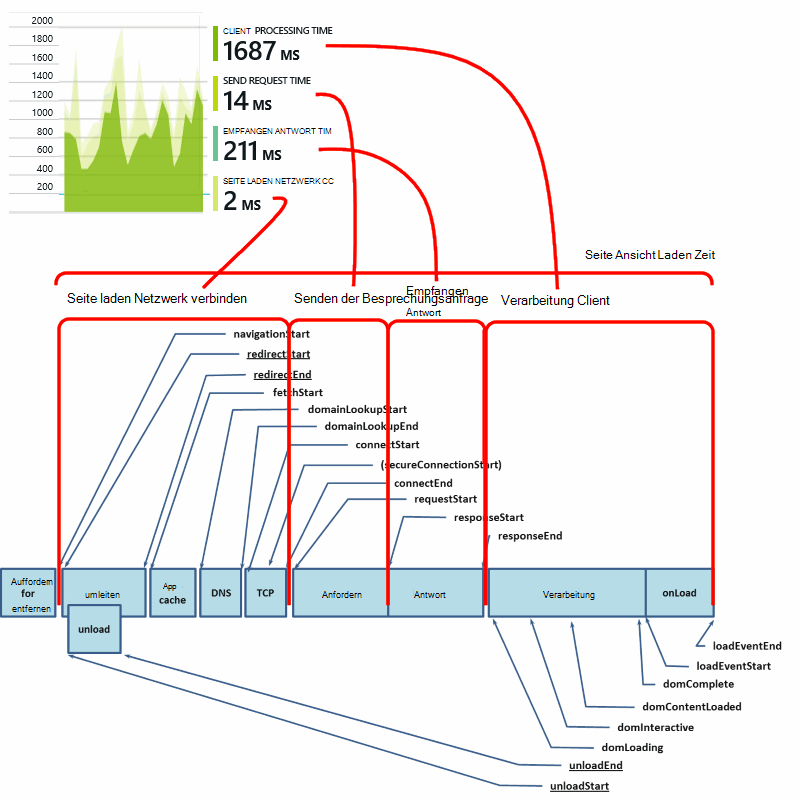 2000
1800
1600
1400
1200
1000
800
600
400
200
CLIENT PROCESSING TIME
1687 MS
SEND REQUEST TIME
14 MS
EMPFANGEN ANTWORT TIM
211 MS
SEITE LADEN NETZWERK CC
2 MS
Seite Ansicht Laden Zeit
Seite laden Netzwerk verbinden
Senden der Besprechungsanfrage
Empfangen
Antwort
Verarbeitung Client
navigationStart
redirectStart
redirectEnd
fetchStart
domainLookupStart
domainLookupEnd
connectStart
(secureConnectionStart)
connectEnd
requestStart
responseStart
responseEnd
Auffordern
for
entfernen
umleiten
unload
App
cache
DNS
TCP
Anfordern
Antwort
Verarbeitung
onLoad
loadEventEnd
loadEventStart
domComplete
domContentLoaded
domInteractive
domLoading
unloadEnd
unloadStart